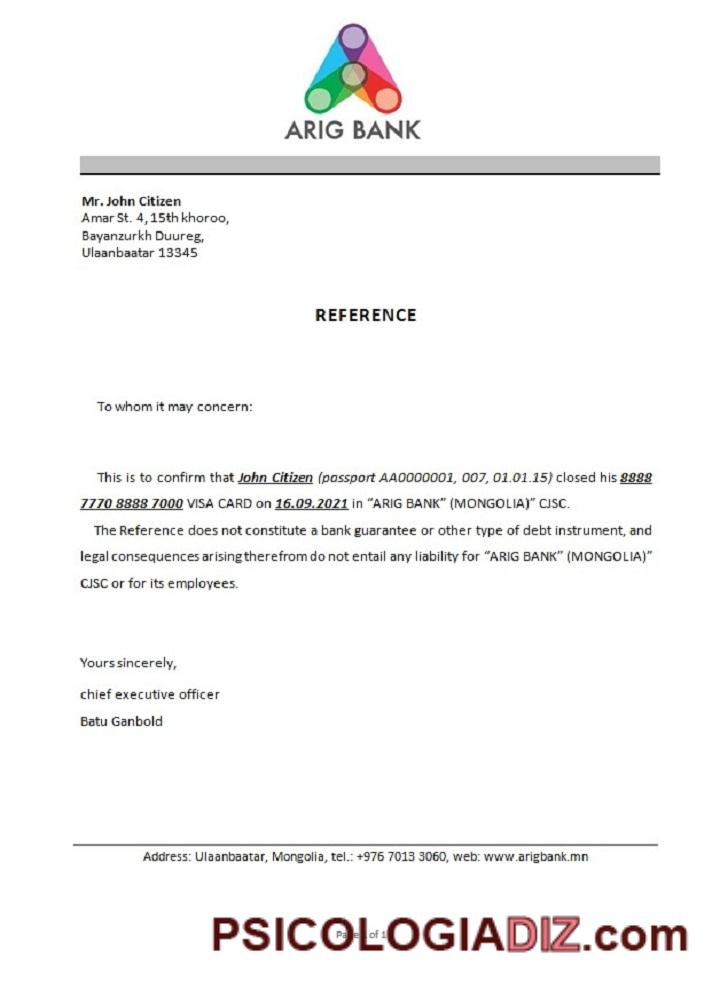 ARIG BANK
Mr. John Citizen
Amar St. 4, 15th khoroo,
Bayanzurkh Duureg,
Ulaanbaatar 13345
REFERENCE
To whom it may concern:
This is to confirm that John Citizen (passport AA0000001, 007, 01.01.15) closed his 8888
7770 8888 7000 VISA CARD on 16.09.2021 in “ARIG BANK” (MONGOLIA)” CJSC.
The Reference does not constitute a bank guarantee or other type of debt instrument, and
legal consequences arising therefrom do not entail any liability for “ARIG BANK” (MONGOLIA)”
CJSC or for its employees.
Yours sincerely,
chief executive officer
Batu Ganbold
Address: Ulaanbaatar, Mongolia, tel.: +976 7013 3060, web: www.arigbank.mn
PSICOLOGIADIZ.com
of 1